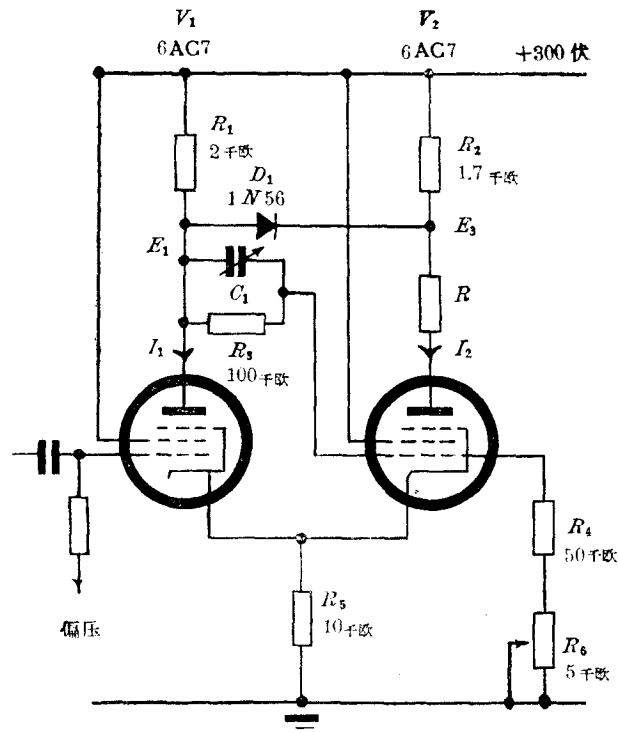 V₁
6AC7
V₂
6AC7
+300 伏
R₁
2 千欧
R₂
1.7 千欧
D₁
1 N 56
E₁
E₃
C₁
R
I₁
R₃
100 千欧
I₂
R₄
50 千欧
偏压
R₅
10 千欧
R₆
5 千欧